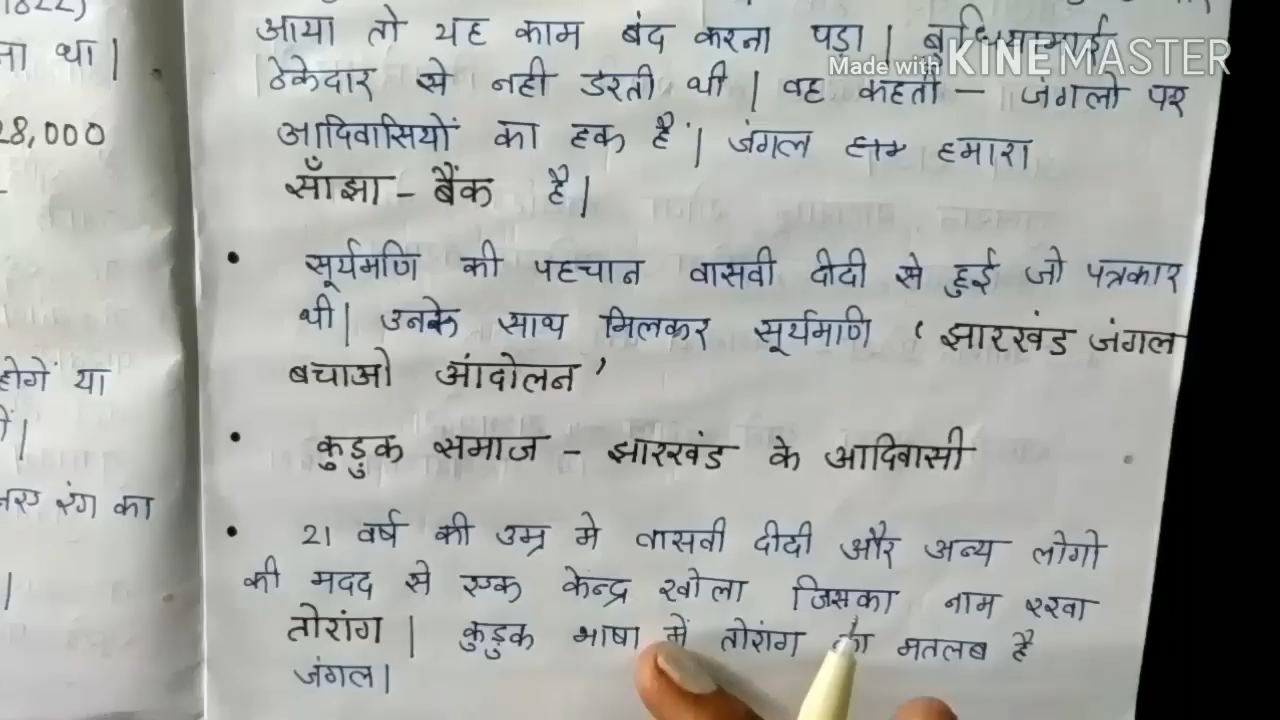 1822)
ना था|
28,000
होगें या
रंग का
आया तो यह काम बंद करना पड़ा |
Made with KINEMASTER
ठेकेदार से नही डरती थी | वह कहती - जंगलो पर
आदिवासियों का हक है | जंगल हमारा
साँझा - बैंक है |
• सूर्यमणि की पहचान वासवी दीदी से हुई जो पत्रकार
थी | उनके साथ मिलकर सूर्यमणि ' झारखंड जंगल
बचाओ आंदोलन '
• कुड़ुक समाज - झारखंड के आदिवासी
• 21 वर्ष की उम्र मे वासवी दीदी और अन्य लोगो
की मदद से एक केन्द्र खोला जिसका नाम रखा
तोरांग | कुड़ुक भाषा में तोरांग का मतलब है
जंगल |